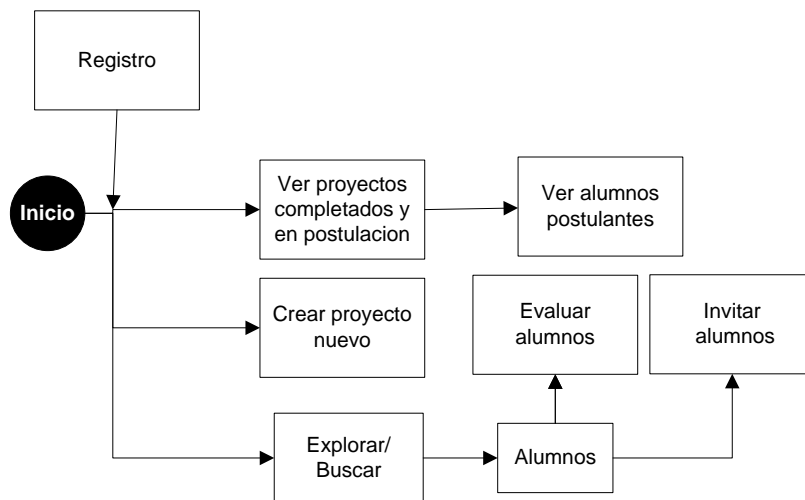 Registro
Inicio
Ver proyectos
completados y
en postulacion
Ver alumnos
postulantes
Crear proyecto
nuevo
Evaluar
alumnos
Invitar
alumnos
Explorar/
Buscar
Alumnos